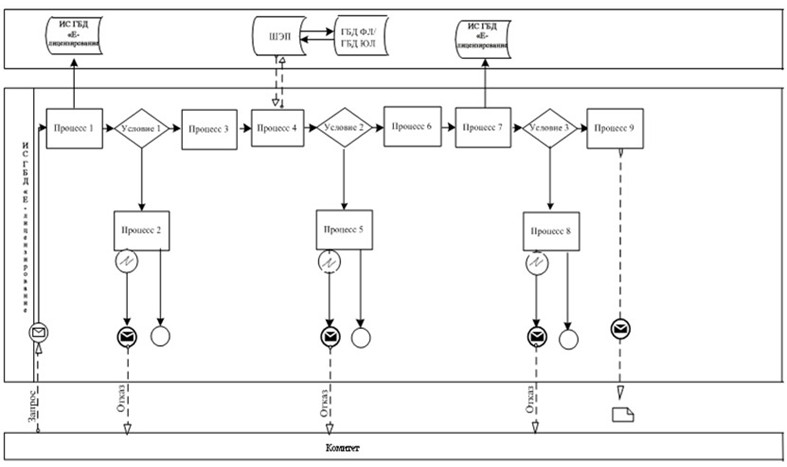 ИС ГБД
«Е-
лицензирование
ШЭП
ГБД ФЛ/
ГБД ЮЛ
ИС ГБД
«Е-
лицензирование
ИС ГБД «Е-лицензирование
Процесс 1
Условие 1
Процесс 3
Процесс 4
Условие 2
Процесс 6
Процесс 7
Условие 3
Процесс 9
Процесс 2
Процесс 5
Процесс 8
Запрос
Отказ
Отказ
Отказ
Комитет